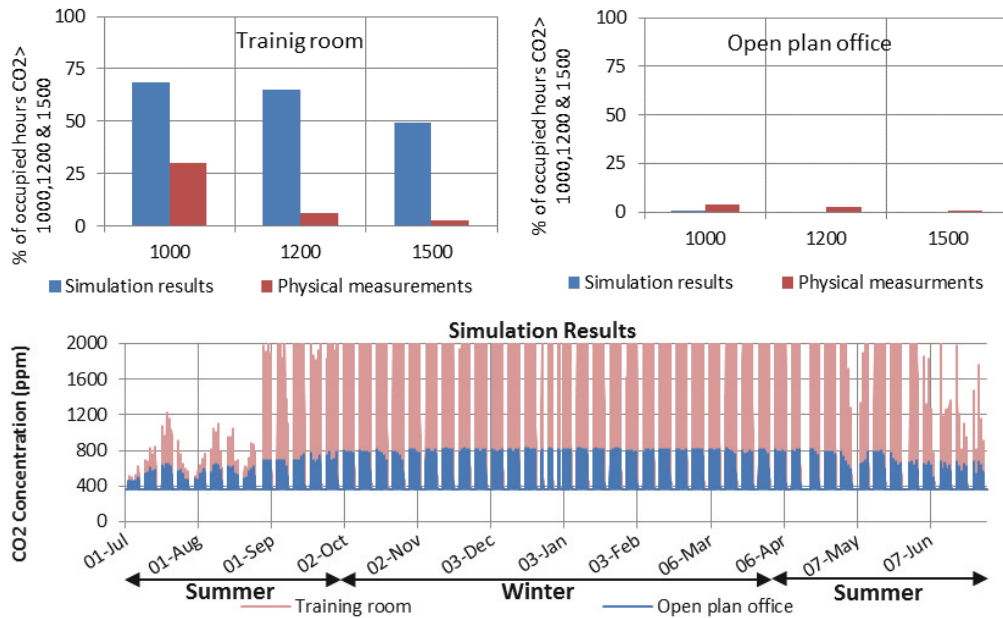 % of occupied hours CO2>
1000,1200 & 1500
100
75
50
25
0
Trainig room
1000
1200
1500
Simulation results
Physical measurements
% of occupied hours CO2>
1000,1200 & 1500
100
75
50
25
0
Open plan office
1000
1200
1500
Simulation results
Physical measurments
Simulation Results
CO2 Concentration (ppm)
2000
1600
1200
800
400
0
01-Jul
01-Aug
01-Sep
02-Oct
02-Nov
03-Dec
03-Jan
03-Feb
06-Mar
06-Apr
07-May
07-Jun
Summer
Winter
Summer
Training room
Open plan office